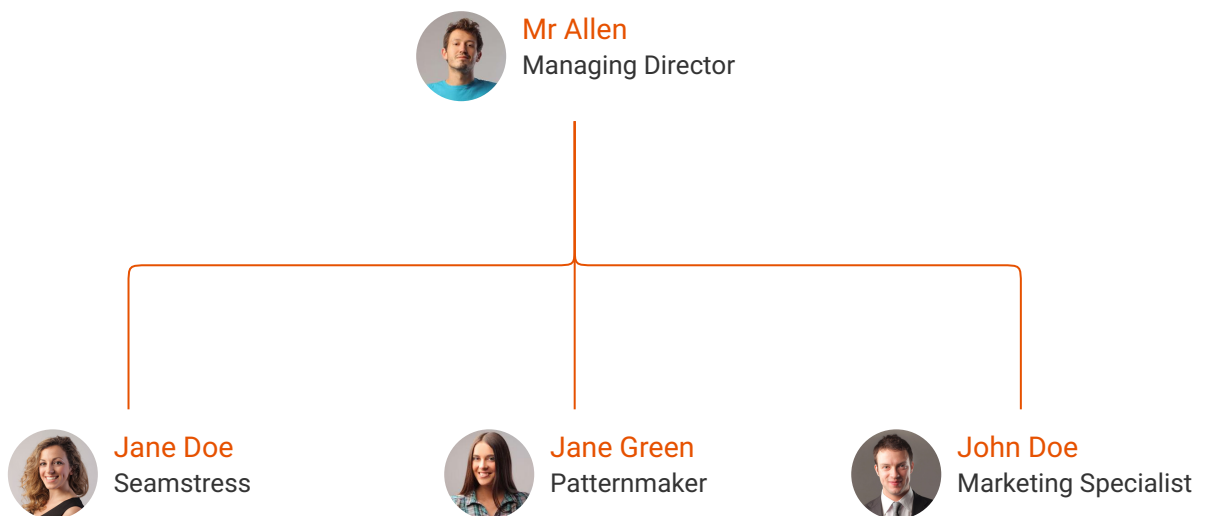 Mr Allen
Managing Director
Jane Doe
Seamstress
Jane Green
Patternmaker
John Doe
Marketing Specialist